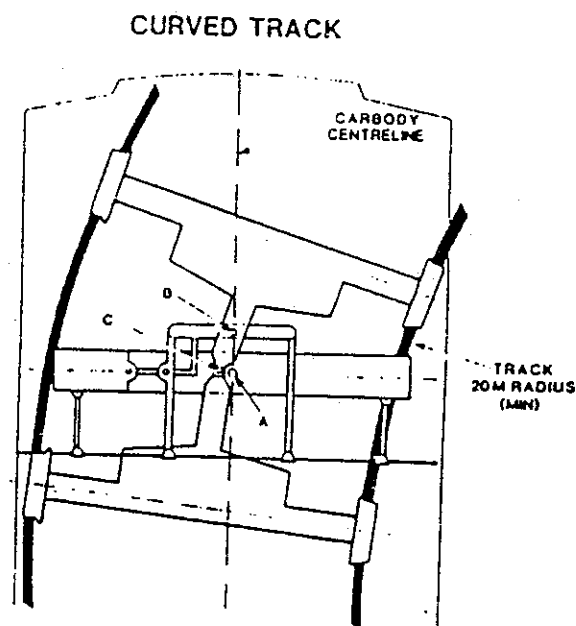 CURVED TRACK
CARBODY
CENTRELINE
D
C
A
TRACK
20M RADIUS
(MIN)